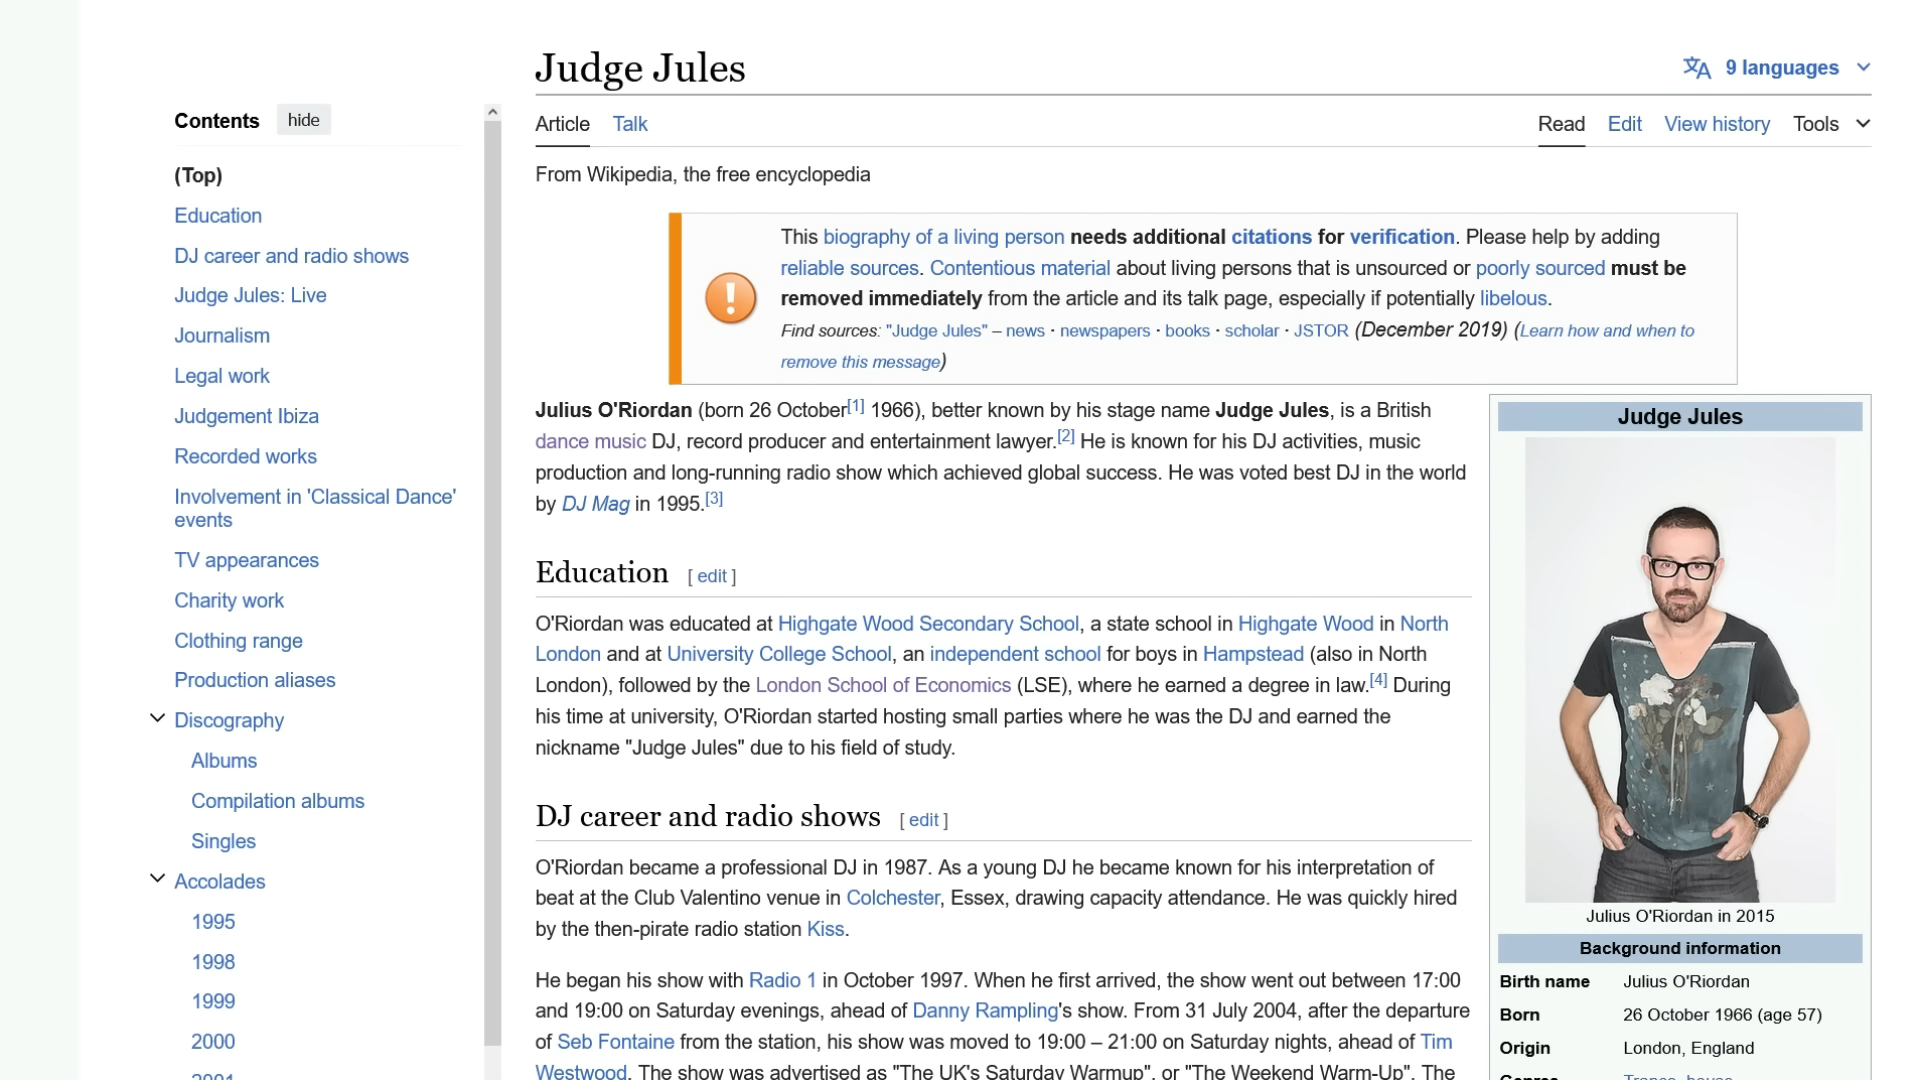 Judge Jules
9 languages
Contents hide
Article Talk
Read Edit View history Tools
From Wikipedia, the free encyclopedia
(Top)
Education
DJ career and radio shows
Judge Jules: Live
Journalism
Legal work
Judgement Ibiza
Recorded works
Involvement in 'Classical Dance'
events
TV appearances
Charity work
Clothing range
Production aliases
Discography
Albums
Compilation albums
Singles
Accolades
1995
1998
1999
2000
2001
This biography of a living person needs additional citations for verification. Please help by adding
reliable sources. Contentious material about living persons that is unsourced or poorly sourced must be
removed immediately from the article and its talk page, especially if potentially libelous.
Find sources: "Judge Jules" – news · newspapers · books · scholar · JSTOR (December 2019) (Learn how and when to
remove this message)
Julius O'Riordan (born 26 October[1] 1966), better known by his stage name Judge Jules, is a British
dance music DJ, record producer and entertainment lawyer.[2] He is known for his DJ activities, music
production and long-running radio show which achieved global success. He was voted best DJ in the world
by DJ Mag in 1995.[3]
Education [ edit ]
O'Riordan was educated at Highgate Wood Secondary School, a state school in Highgate Wood in North
London and at University College School, an independent school for boys in Hampstead (also in North
London), followed by the London School of Economics (LSE), where he earned a degree in law.[4] During
his time at university, O'Riordan started hosting small parties where he was the DJ and earned the
nickname "Judge Jules" due to his field of study.
DJ career and radio shows [ edit ]
O'Riordan became a professional DJ in 1987. As a young DJ he became known for his interpretation of
beat at the Club Valentino venue in Colchester, Essex, drawing capacity attendance. He was quickly hired
by the then-pirate radio station Kiss.
He began his show with Radio 1 in October 1997. When he first arrived, the show went out between 17:00
and 19:00 on Saturday evenings, ahead of Danny Rampling's show. From 31 July 2004, after the departure
of Seb Fontaine from the station, his show was moved to 19:00 – 21:00 on Saturday nights, ahead of Tim
Westwood. The show was advertised as "The UK's Saturday Warmup", or "The Weekend Warm-Up". The
Judge Jules
Julius O'Riordan in 2015
Background information
Birth name Julius O'Riordan
Born 26 October 1966 (age 57)
Origin London, England
Genres Trance, house